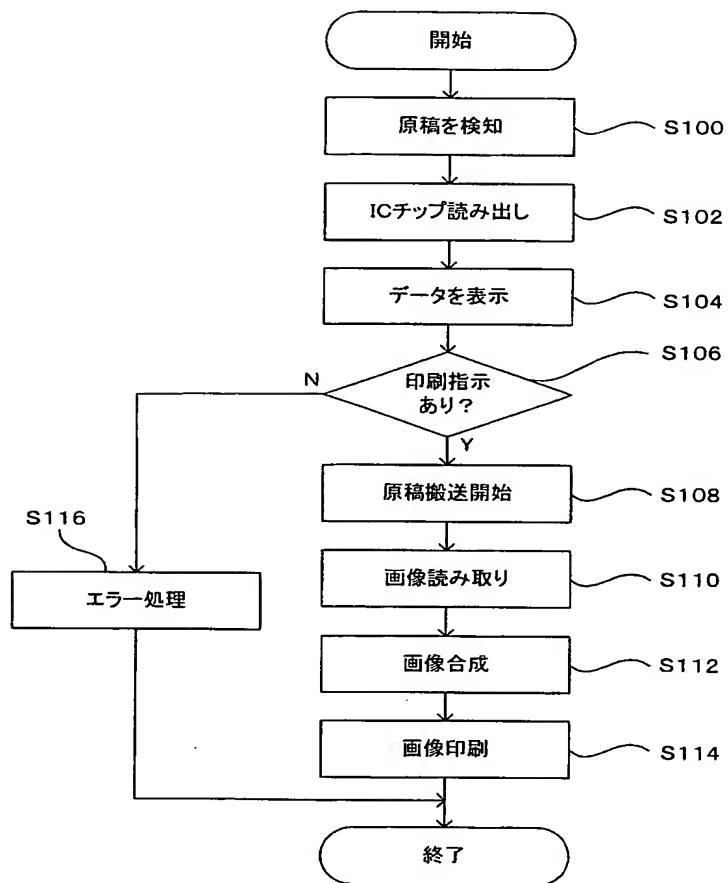 開始
原稿を検知
S100
ICチップ読み出し
S102
データを表示
S104
S106
印刷指示
あり?
N
Y
原稿搬送開始
S108
S116
エラー処理
画像読み取り
S110
画像合成
S112
画像印刷
S114
終了